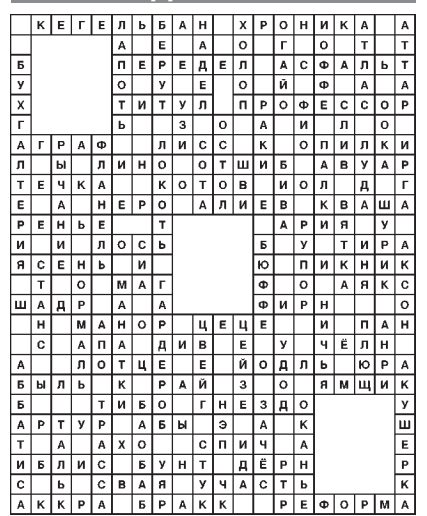 КЕГЕЛЬБАН ХРОНИКА А
А Е А О Г О Т Т
Б ПЕРЕДЕЛ АСФАЛЬТ
У О У Е О Й Ф А А
Х ТИТУЛ ПРОФЕССОР
Г Ь З О А И Л О
АГРАФ ЛИСС К ОПИЛКИ
Л Ы ЛИНО ОТШИБ АВУАР
ТЕЧКА КОТОВ ИОЛ Д Г
Е А НЕРО АЛИЕВ КВАША
РЕНЬЕ Т АРИЯ У
И И ЛОСЬ Б У ТИРА
ЯСЕНЬ И Ю ПИКНИК
Т О МАГ Ф О АЯКС
ШАДР А А ФИРН О
Н МАНОР ЦЕЦЕ И ПАН
С АПА ДИВ Е У ЧЁЛН
А ЛОТЦЕ Е ЙОДЛЬ ЮРА
БЫЛЬ К РАЙ З О ЯМЩИК
Б ТИБО ГНЕЗДО У
АРТУР АБЫ Э А К Ш
Т А АХО СПИЧ А Е
ИБЛИС БУНТ ДЁРН Р
С Ь СВАЯ УЧАСТЬ К
АККРА БРАКК РЕФОРМА